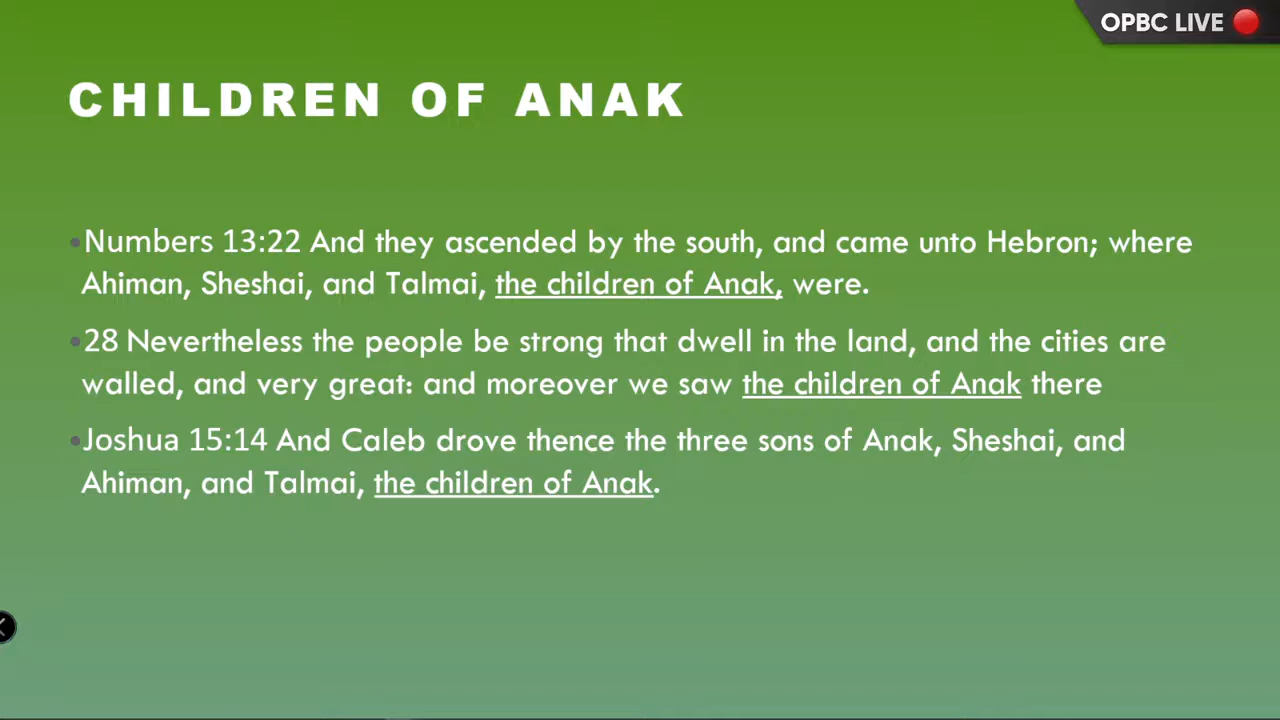 OPBC LIVE
CHILDREN OF ANAK
•Numbers 13:22 And they ascended by the south, and came unto Hebron; where
Ahiman, Sheshai, and Talmai, the children of Anak, were.
•28 Nevertheless the people be strong that dwell in the land, and the cities are
walled, and very great: and moreover we saw the children of Anak there
•Joshua 15:14 And Caleb drove thence the three sons of Anak, Sheshai, and
Ahiman, and Talmai, the children of Anak.